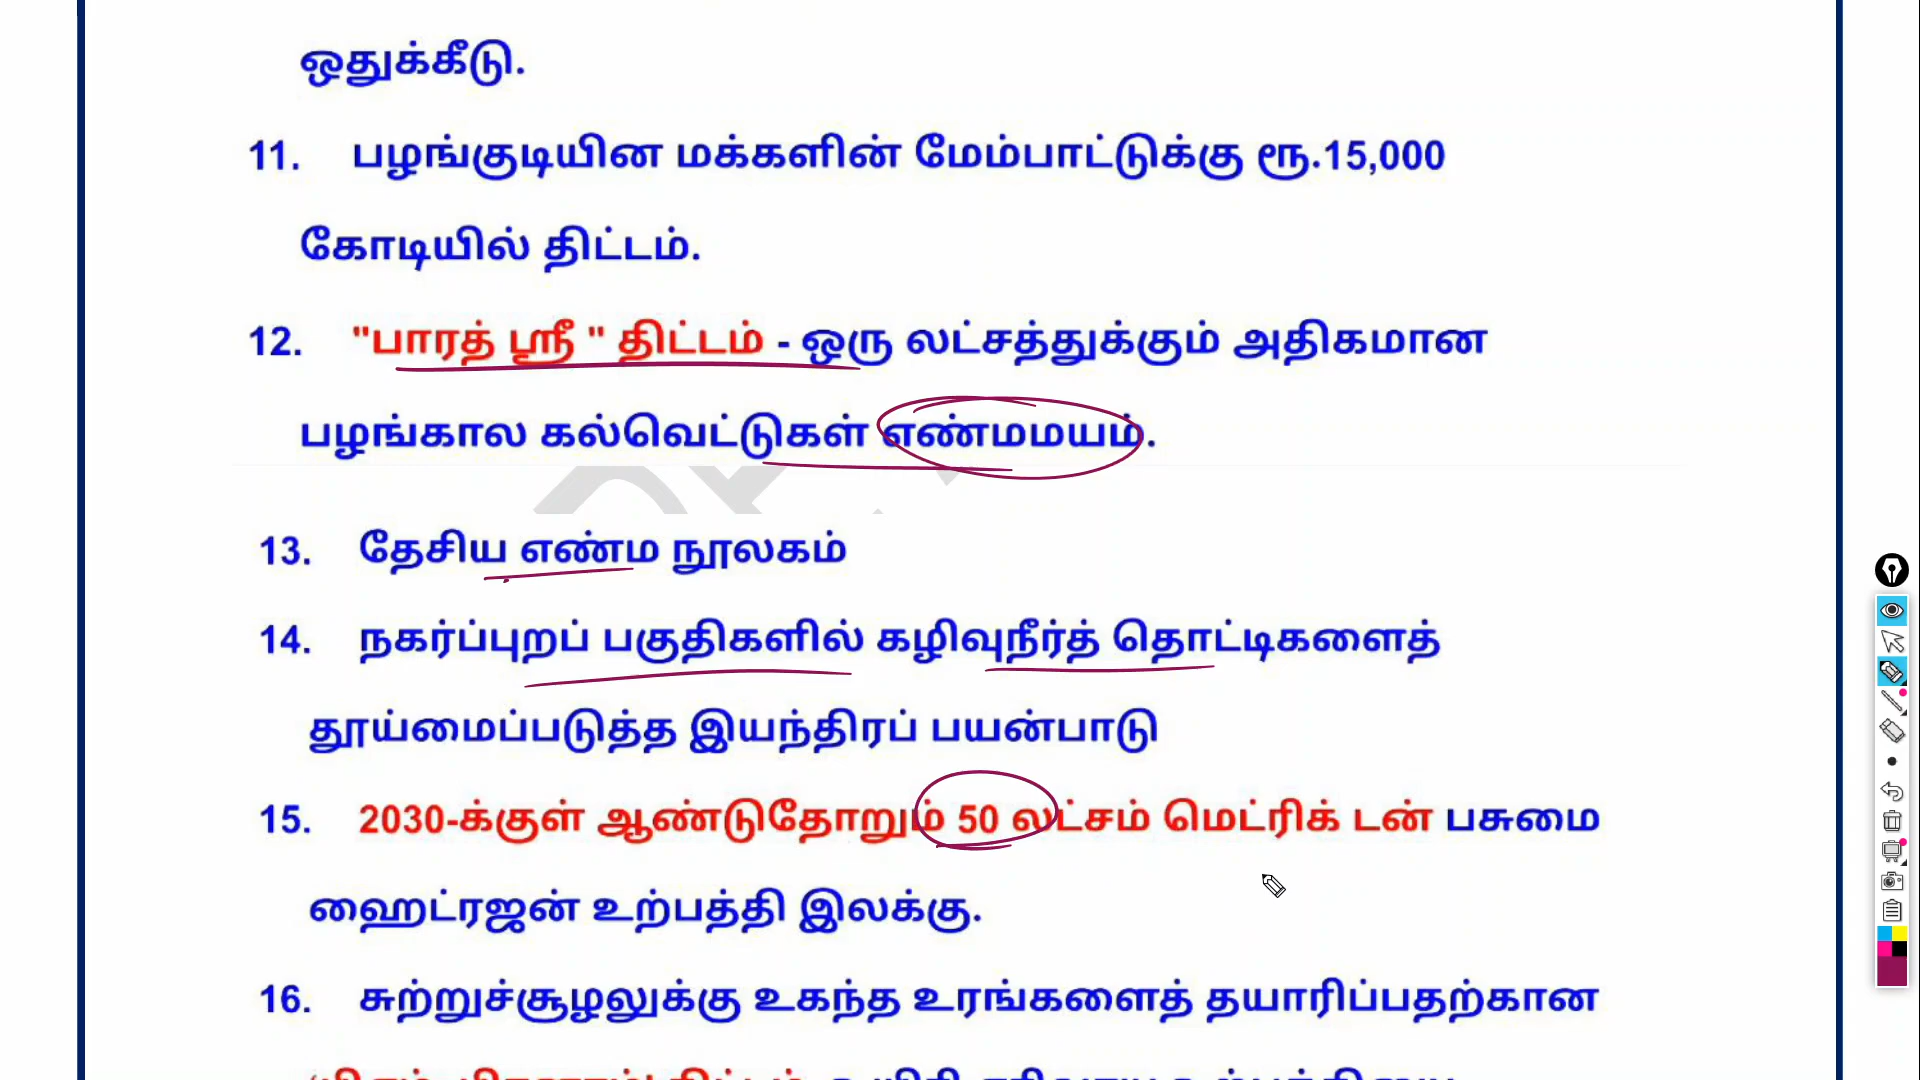 ஒதுக்கீடு.
11. பழங்குடியின மக்களின் மேம்பாட்டுக்கு ரூ.15,000
கோடியில் திட்டம்.
12. "பாரத் ஸ்ரீ " திட்டம் - ஒரு லட்சத்துக்கும் அதிகமான
பழங்கால கல்வெட்டுகள் எண்மமயம்.
13. தேசிய எண்ம நூலகம்
14. நகர்ப்புறப் பகுதிகளில் கழிவுநீர்த் தொட்டிகளைத்
தூய்மைப்படுத்த இயந்திரப் பயன்பாடு
15. 2030-க்குள் ஆண்டுதோறும் 50 லட்சம் மெட்ரிக் டன் பசுமை
ஹைட்ரஜன் உற்பத்தி இலக்கு.
16. சுற்றுச்சூழலுக்கு உகந்த உரங்களைத் தயாரிப்பதற்கான